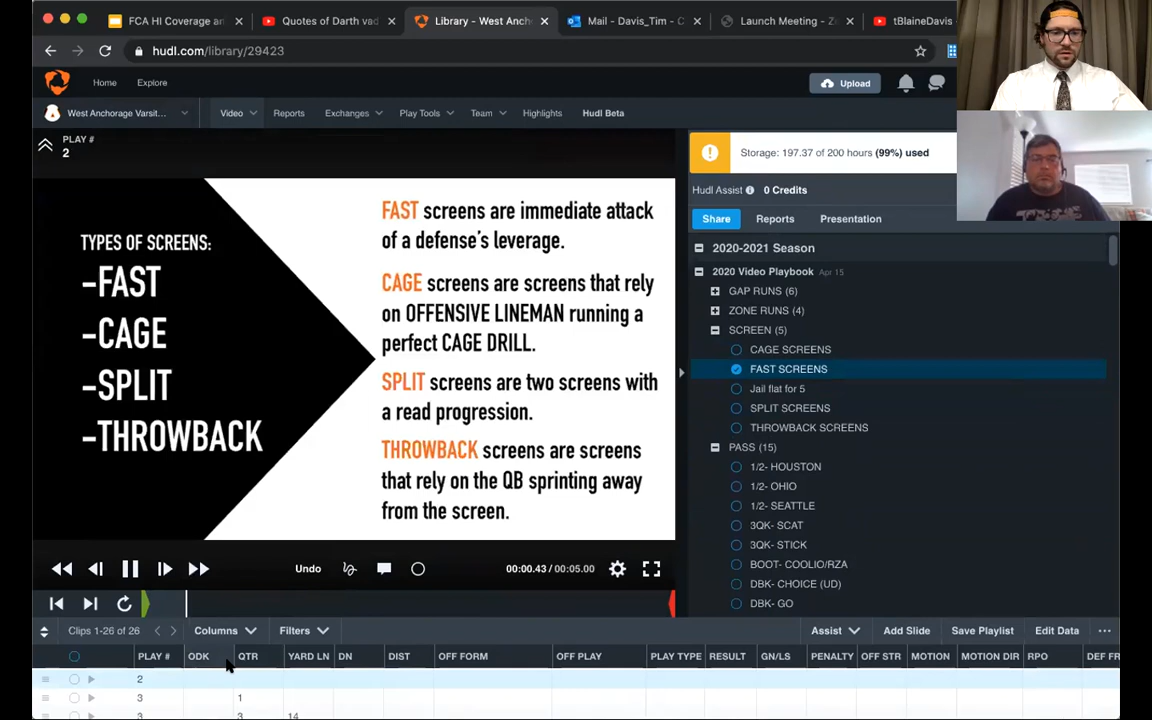 FCA HI Coverage an ×
Quotes of Darth vad ×
Library - West Anch ×
Mail - Davis_Tim - C ×
Launch Meeting - Z ×
tBlaineDavis
hudl.com/library/29423
Home Explore
Upload
West Anchorage Varsit... Video Reports Exchanges Play Tools Team Highlights Hudl Beta
PLAY #
2
TYPES OF SCREENS:
-FAST
-CAGE
-SPLIT
-THROWBACK
FAST screens are immediate attack
of a defense's leverage.
CAGE screens are screens that rely
on OFFENSIVE LINEMAN running a
perfect CAGE DRILL.
SPLIT screens are two screens with
a read progression.
THROWBACK screens are screens
that rely on the QB sprinting away
from the screen.
Storage: 197.37 of 200 hours (99%) used
Hudl Assist 0 Credits
Share Reports Presentation
2020-2021 Season
2020 Video Playbook Apr 15
GAP RUNS (6)
ZONE RUNS (4)
SCREEN (5)
CAGE SCREENS
FAST SCREENS
Jail flat for 5
SPLIT SCREENS
THROWBACK SCREENS
PASS (15)
1/2- HOUSTON
1/2- OHIO
1/2- SEATTLE
3QK- SCAT
3QK- STICK
BOOT- COOLIO/RZA
DBK- CHOICE (UD)
DBK- GO
Undo 00:00.43 / 00:05.00
Clips 1-26 of 26 Columns Filters Assist Add Slide Save Playlist Edit Data
PLAY # ODK QTR YARD LN DN DIST OFF FORM OFF PLAY PLAY TYPE RESULT GN/LS PENALTY OFF STR MOTION MOTION DIR RPO DEF FR
2
3 1
3 3 14